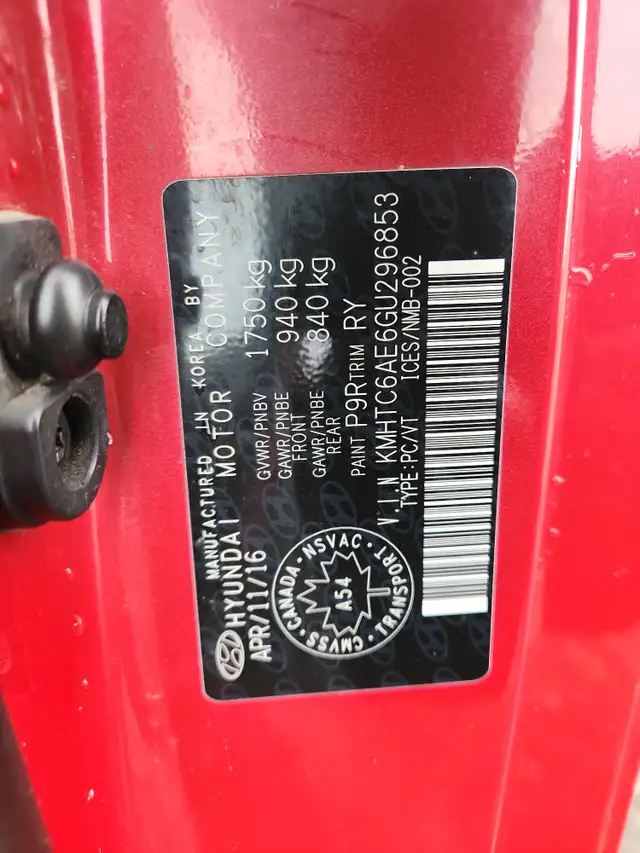 MANUFACTURED IN KOREA BY
HYUNDAI MOTOR COMPANY
APR/11/16
GVWR/PNBV 1750 kg
GAWR/PNBE FRONT 940 kg
GAWR/PNBE REAR 840 kg
PAINT P9R TRIM RY
V.I.N KMHTC6AE6GU296853
TYPE:PC/VT ICES/NMB-002
CANADA · NSVAC · TRANSPORT · CMVSS ·
A54